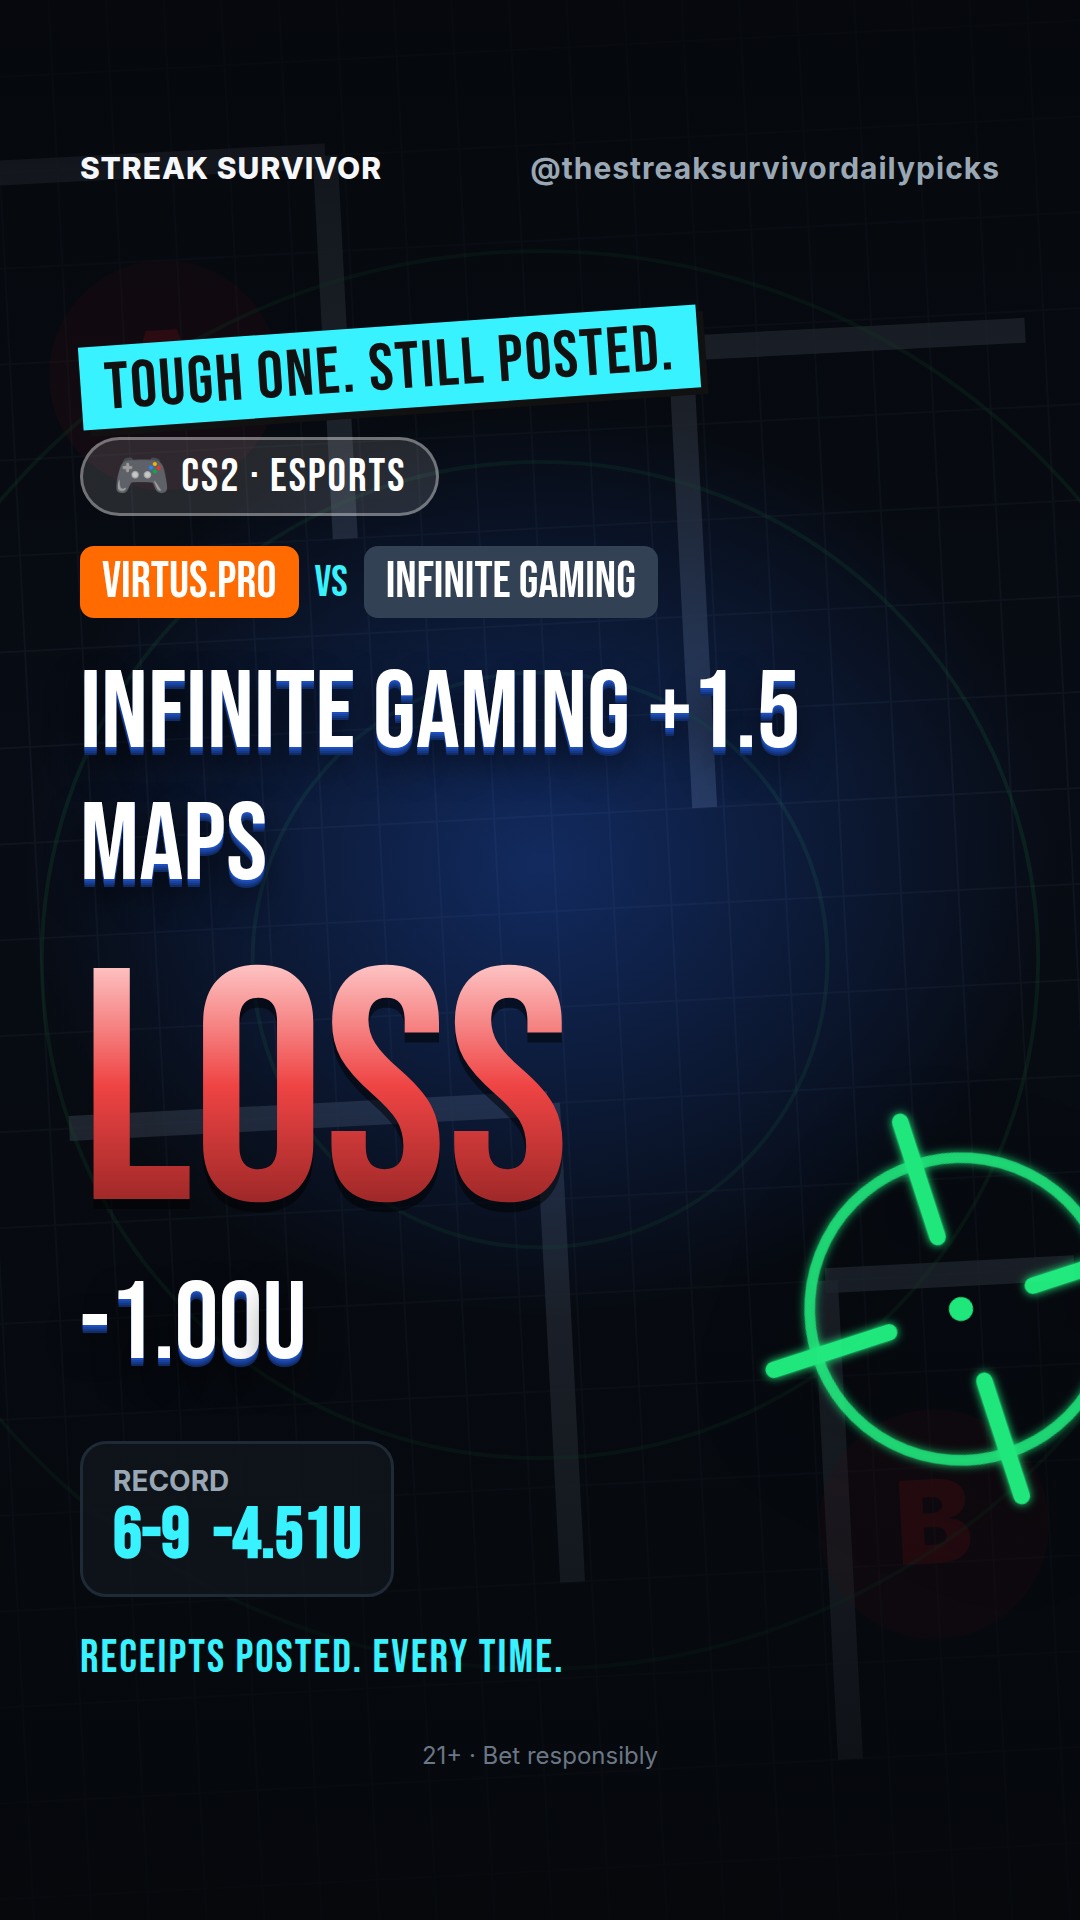 STREAK SURVIVOR
@thestreaksurvivordailypicks
TOUGH ONE. STILL POSTED.
CS2 · ESPORTS
VIRTUS.PRO VS INFINITE GAMING
INFINITE GAMING +1.5
MAPS
LOSS
-1.00U
RECORD
6-9 -4.51U
B
RECEIPTS POSTED. EVERY TIME.
21+ · Bet responsibly